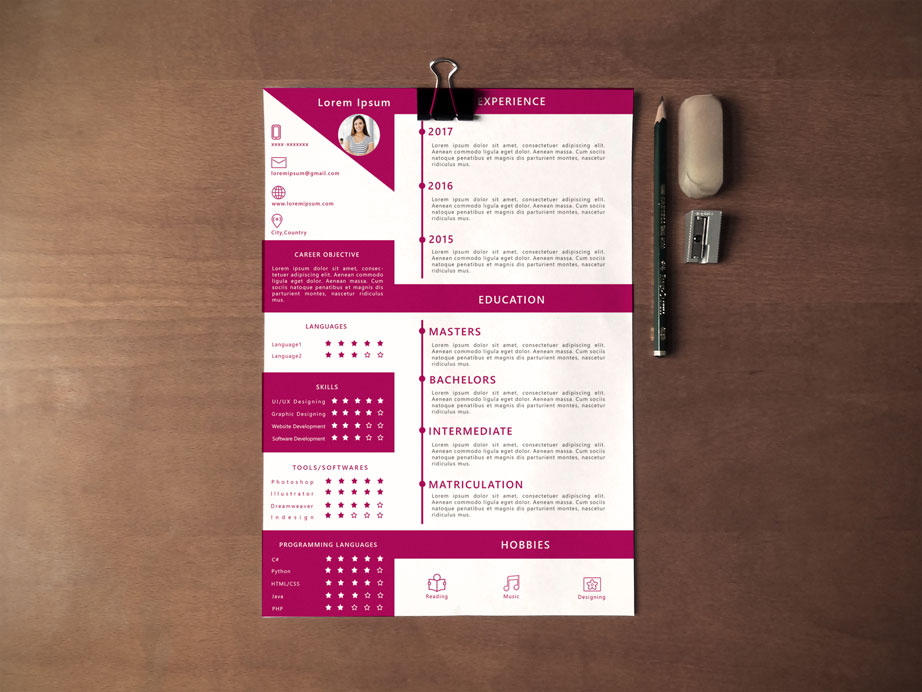 Lorem Ipsum
xxxx-xxxxxxx
loremipsum@gmail.com
www.loremipsum.com
City,Country
CAREER OBJECTIVE
Lorem ipsum dolor sit amet, consec-
tetuer adipiscing elit. Aenean
commodo ligula eget dolor. Aenean
massa. Cum sociis natoque
penatibus et magnis dis
parturient montes, nascetur ridiculus
mus.
LANGUAGES
Language1
Language2
SKILLS
UI/UX Designing
Graphic Designing
Website Development
Software Development
TOOLS/SOFTWARES
Photoshop
Illustrator
Dreamweaver
Indesign
PROGRAMMING LANGUAGES
C#
Python
HTML/CSS
Java
PHP
EXPERIENCE
2017
Lorem ipsum dolor sit amet, consectetuer adipiscing elit.
Aenean commodo ligula eget dolor. Aenean massa. Cum sociis
natoque penatibus et magnis dis parturient montes, nascetur
ridiculus mus.
2016
Lorem ipsum dolor sit amet, consectetuer adipiscing elit.
Aenean commodo ligula eget dolor. Aenean massa. Cum sociis
natoque penatibus et magnis dis parturient montes, nascetur
ridiculus mus.
2015
Lorem ipsum dolor sit amet, consectetuer adipiscing elit.
Aenean commodo ligula eget dolor. Aenean massa. Cum sociis
natoque penatibus et magnis dis parturient montes, nascetur
ridiculus mus.
EDUCATION
MASTERS
Lorem ipsum dolor sit amet, consectetuer adipiscing elit.
Aenean commodo ligula eget dolor. Aenean massa. Cum sociis
natoque penatibus et magnis dis parturient montes, nascetur
ridiculus mus.
BACHELORS
Lorem ipsum dolor sit amet, consectetuer adipiscing elit.
Aenean commodo ligula eget dolor. Aenean massa. Cum sociis
natoque penatibus et magnis dis parturient montes, nascetur
ridiculus mus.
INTERMEDIATE
Lorem ipsum dolor sit amet, consectetuer adipiscing elit.
Aenean commodo ligula eget dolor. Aenean massa. Cum sociis
natoque penatibus et magnis dis parturient montes, nascetur
ridiculus mus.
MATRICULATION
Lorem ipsum dolor sit amet, consectetuer adipiscing elit.
Aenean commodo ligula eget dolor. Aenean massa. Cum sociis
natoque penatibus et magnis dis parturient montes, nascetur
ridiculus mus.
HOBBIES
Reading
Music
Designing